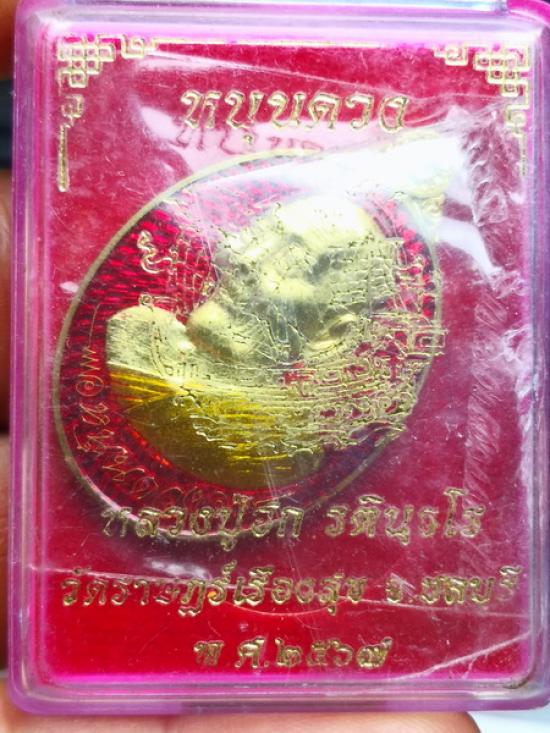 หนุนดวง
หลวงปู่ฮก รตินฺธโร
วัดราษฎร์เรืองสุข จ.ชลบุรี
พ.ศ.๒๕๖๗